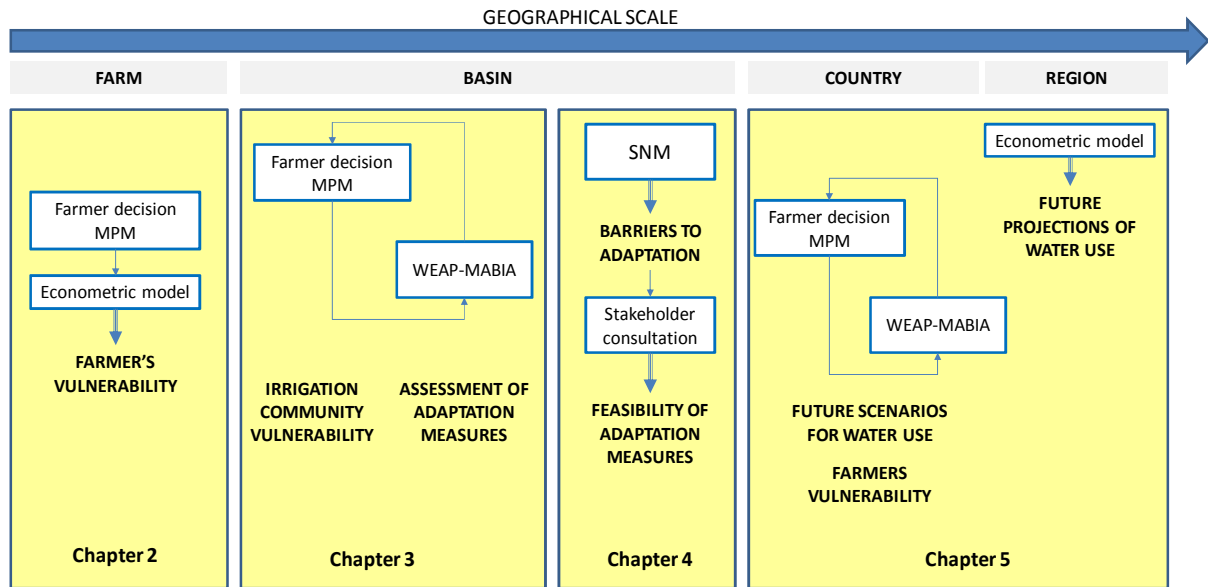 GEOGRAPHICAL SCALE
FARM
BASIN
COUNTRY
REGION
Farmer decision
MPM
Econometric model
FARMER'S
VULNERABILITY
Chapter 2
Farmer decision
MPM
WEAP-MABIA
IRRIGATION
COMMUNITY
VULNERABILITY
ASSESSMENT OF
ADAPTATION
MEASURES
Chapter 3
SNM
BARRIERS TO
ADAPTATION
Stakeholder
consultation
FEASIBILITY OF
ADAPTATION
MEASURES
Chapter 4
Farmer decision
MPM
WEAP-MABIA
FUTURE SCENARIOS
FOR WATER USE
FARMERS
VULNERABILITY
Econometric model
FUTURE
PROJECTIONS OF
WATER USE
Chapter 5